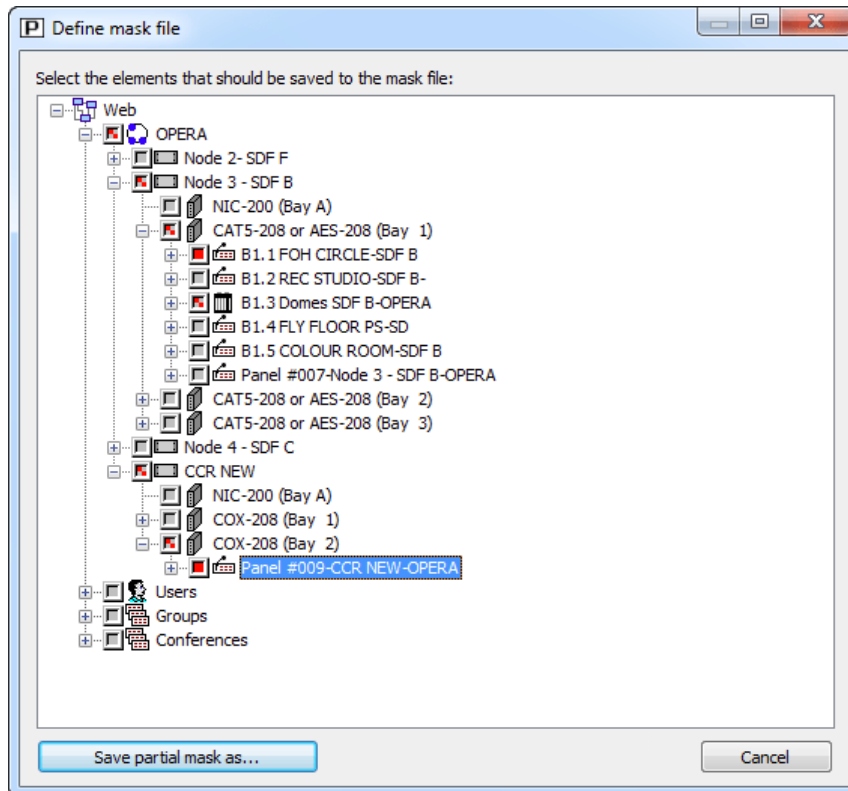 P Define mask file
Select the elements that should be saved to the mask file:
Web
OPERA
Node 2- SDF F
Node 3 - SDF B
NIC-200 (Bay A)
CAT5-208 or AES-208 (Bay 1)
B1.1 FOH CIRCLE-SDF B
B1.2 REC STUDIO-SDF B-
B1.3 Domes SDF B-OPERA
B1.4 FLY FLOOR PS-SD
B1.5 COLOUR ROOM-SDF B
Panel #007-Node 3 - SDF B-OPERA
CAT5-208 or AES-208 (Bay 2)
CAT5-208 or AES-208 (Bay 3)
Node 4 - SDF C
CCR NEW
NIC-200 (Bay A)
COX-208 (Bay 1)
COX-208 (Bay 2)
Panel #009-CCR NEW-OPERA
Users
Groups
Conferences
Save partial mask as... Cancel